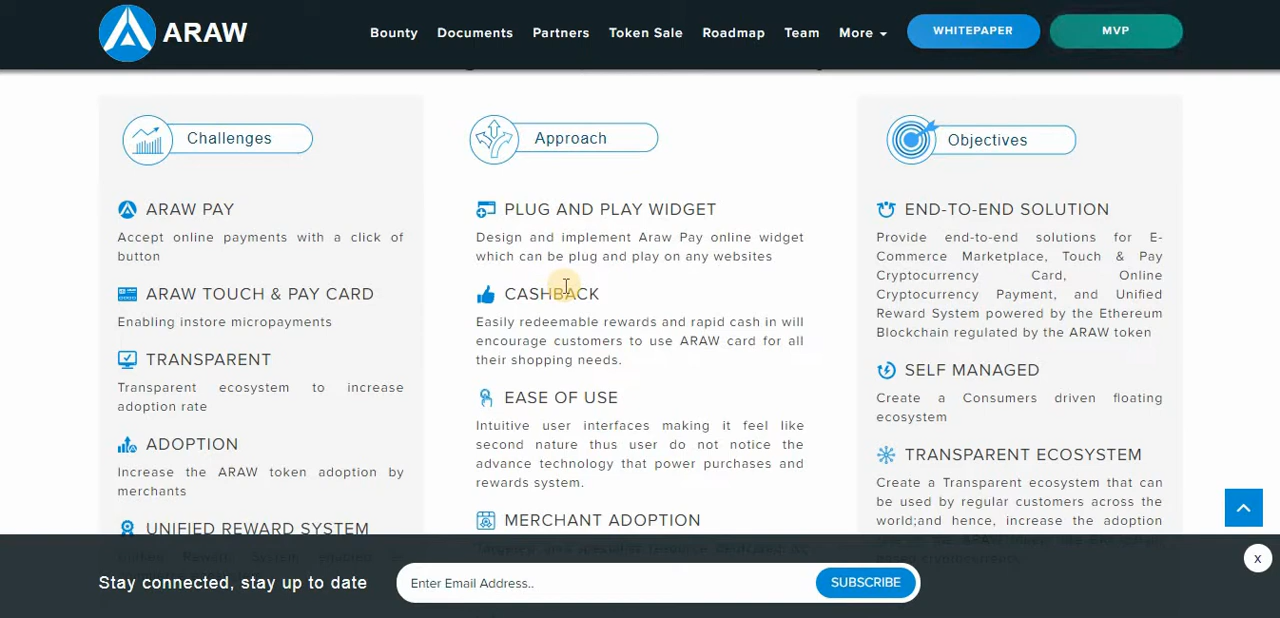 ARAW
Bounty Documents Partners Token Sale Roadmap Team More WHITEPAPER MVP
Challenges
ARAW PAY
Accept online payments with a click of
button
ARAW TOUCH & PAY CARD
Enabling instore micropayments
TRANSPARENT
Transparent ecosystem to increase
adoption rate
ADOPTION
Increase the ARAW token adoption by
merchants
UNIFIED REWARD SYSTEM
Approach
PLUG AND PLAY WIDGET
Design and implement Araw Pay online widget
which can be plug and play on any websites
CASHBACK
Easily redeemable rewards and rapid cash in will
encourage customers to use ARAW card for all
their shopping needs.
EASE OF USE
Intuitive user interfaces making it feel like
second nature thus user do not notice the
advance technology that power purchases and
rewards system.
MERCHANT ADOPTION
Objectives
END-TO-END SOLUTION
Provide end-to-end solutions for E-
Commerce Marketplace, Touch & Pay
Cryptocurrency Card, Online
Cryptocurrency Payment, and Unified
Reward System powered by the Ethereum
Blockchain regulated by the ARAW token
SELF MANAGED
Create a Consumers driven floating
ecosystem
TRANSPARENT ECOSYSTEM
Create a Transparent ecosystem that can
be used by regular customers across the
world;and hence, increase the adoption
Stay connected, stay up to date
Enter Email Address..
SUBSCRIBE
x